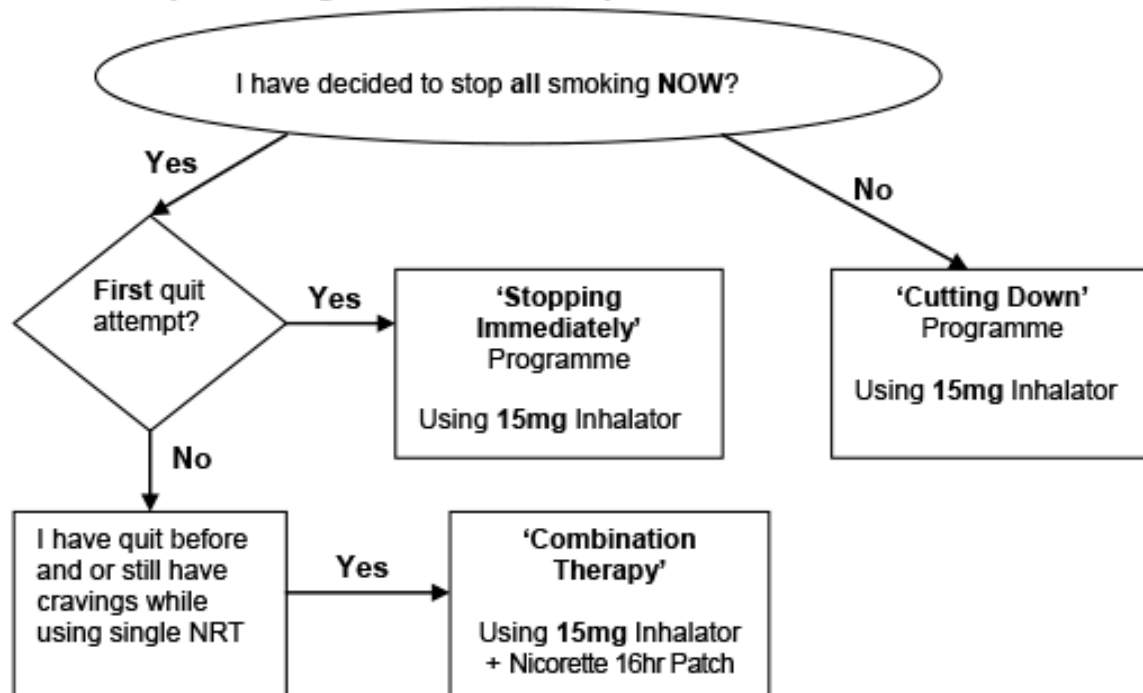 I have decided to stop all smoking NOW?
Yes
No
First quit
attempt?
Yes
'Stopping
Immediately'
Programme
Using 15mg Inhalator
'Cutting Down'
Programme
Using 15mg Inhalator
No
I have quit before
and or still have
cravings while
using single NRT
Yes
'Combination
Therapy'
Using 15mg Inhalator
+ Nicorette 16hr Patch